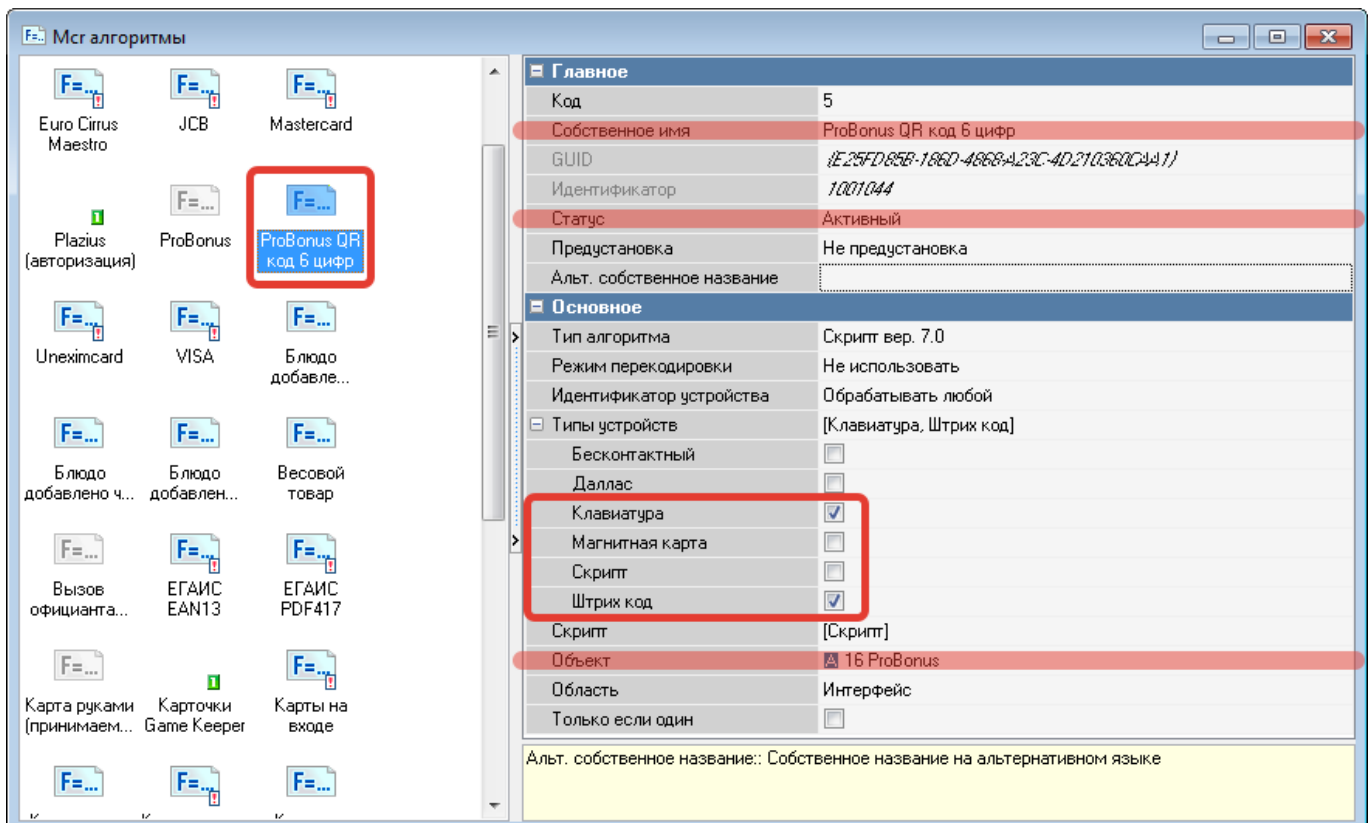 Mcr алгоритмы
Euro Cirrus
Maestro
JCB
Mastercard
Plazius
(авторизация)
ProBonus
ProBonus QR
код 6 цифр
Uneximcard
VISA
Блюдо
добавле...
Блюдо
добавлено ч...
Блюдо
добавлен...
Весовой
товар
Вызов
официанта...
ЕГАИС
EAN13
ЕГАИС
PDF417
Карта руками
(принимаем...
Карточки
Game Keeper
Карты на
входе
Главное
Код 5
Собственное имя ProBonus QR код 6 цифр
GUID {E25FD85B-186D-4868-A23C-4D210360CAA1}
Идентификатор 1001044
Статус Активный
Предустановка Не предустановка
Альт. собственное название
Основное
Тип алгоритма Скрипт вер. 7.0
Режим перекодировки Не использовать
Идентификатор устройства Обрабатывать любой
Типы устройств [Клавиатура, Штрих код]
Бесконтактный
Даллас
Клавиатура
Магнитная карта
Скрипт
Штрих код
Скрипт [Скрипт]
Объект 16 ProBonus
Область Интерфейс
Только если один
Альт. собственное название:: Собственное название на альтернативном языке